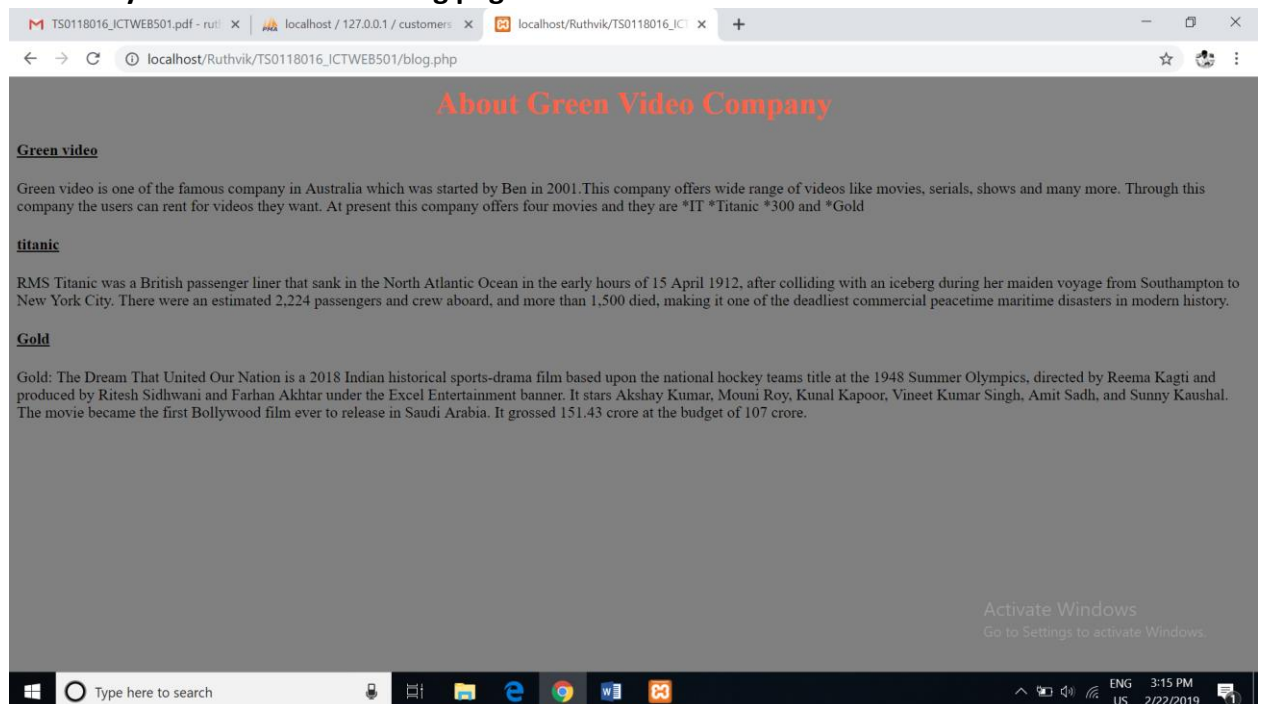 TS0118016_ICTWEB501.pdf - rut
localhost / 127.0.0.1 / customers
localhost/Ruthvik/TS0118016_IC
localhost/Ruthvik/TS0118016_ICTWEB501/blog.php
About Green Video Company
Green video
Green video is one of the famous company in Australia which was started by Ben in 2001.This company offers wide range of videos like movies, serials, shows and many more. Through this
company the users can rent for videos they want. At present this company offers four movies and they are *IT *Titanic *300 and *Gold
titanic
RMS Titanic was a British passenger liner that sank in the North Atlantic Ocean in the early hours of 15 April 1912, after colliding with an iceberg during her maiden voyage from Southampton to
New York City. There were an estimated 2,224 passengers and crew aboard, and more than 1,500 died, making it one of the deadliest commercial peacetime maritime disasters in modern history.
Gold
Gold: The Dream That United Our Nation is a 2018 Indian historical sports-drama film based upon the national hockey teams title at the 1948 Summer Olympics, directed by Reema Kagti and
produced by Ritesh Sidhwani and Farhan Akhtar under the Excel Entertainment banner. It stars Akshay Kumar, Mouni Roy, Kunal Kapoor, Vineet Kumar Singh, Amit Sadh, and Sunny Kaushal.
The movie became the first Bollywood film ever to release in Saudi Arabia. It grossed 151.43 crore at the budget of 107 crore.
Activate Windows
Go to Settings to activate Windows.
Type here to search
ENG 3:15 PM
US 2/22/2019